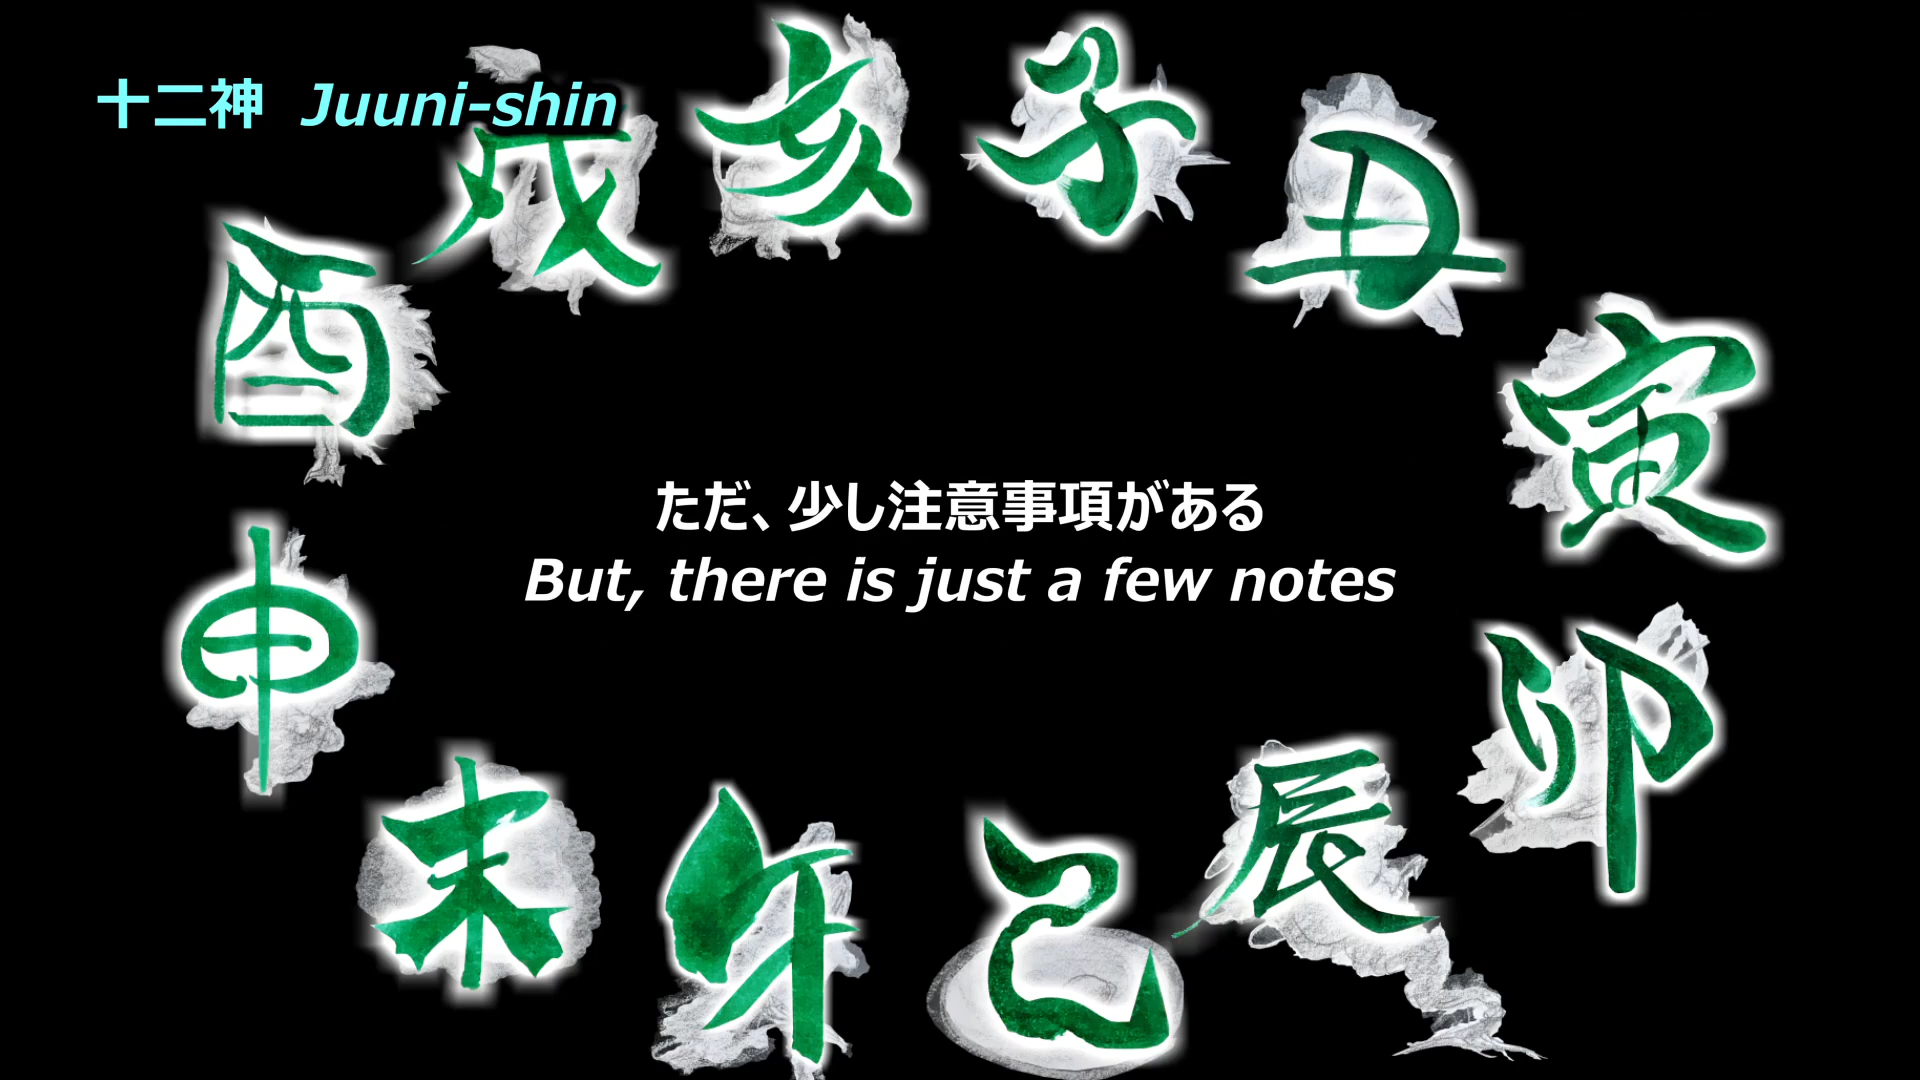 十二神 Juuni-shin
亥
子
丑
寅
卯
辰
巳
午
未
申
酉
戌
ただ、少し注意事項がある
But, there is just a few notes